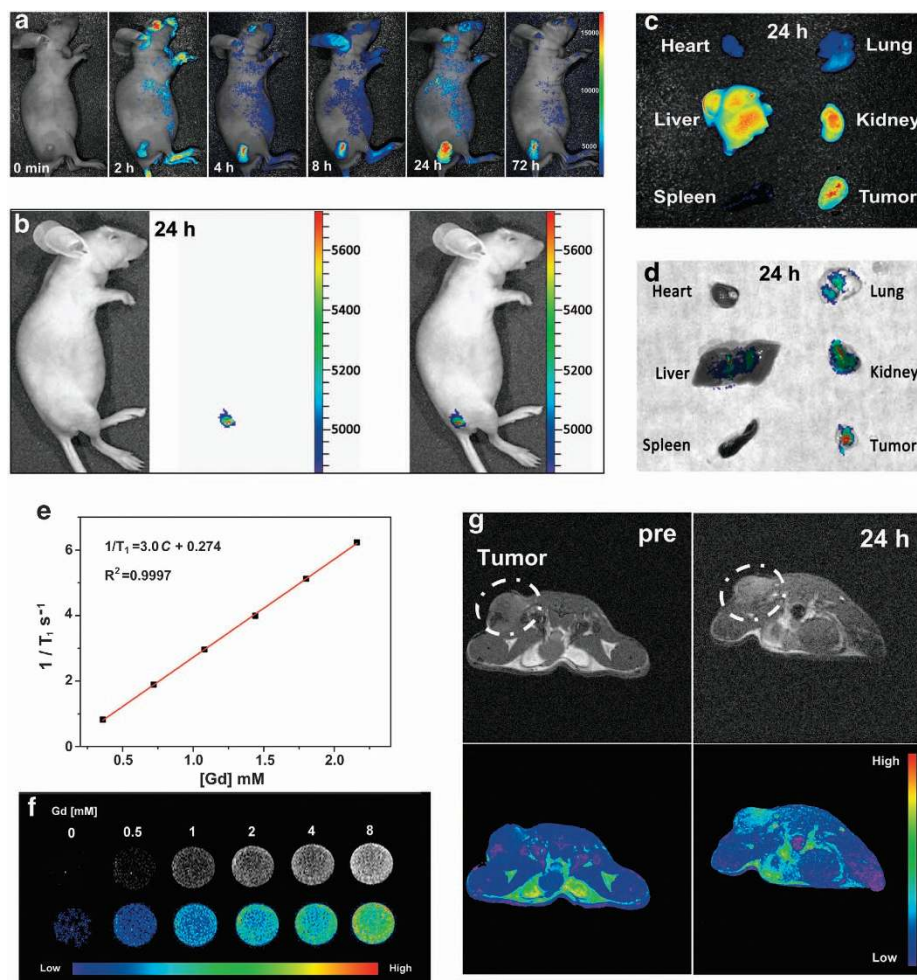 a
0 min
2 h
4 h
8 h
24 h
72 h
15000
10000
5000
b
24 h
5600
5400
5200
5000
5600
5400
5200
5000
c
24 h
Heart
Lung
Liver
Kidney
Spleen
Tumor
d
24 h
Heart
Lung
Liver
Kidney
Spleen
Tumor
e
1/T₁ =3.0 C + 0.274
R²=0.9997
1 / T₁ s⁻¹
6
4
2
0
0.5
1.0
1.5
2.0
[Gd] mM
f
Gd [mM]
0
0.5
1
2
4
8
Low
High
g
pre
24 h
Tumor
High
Low